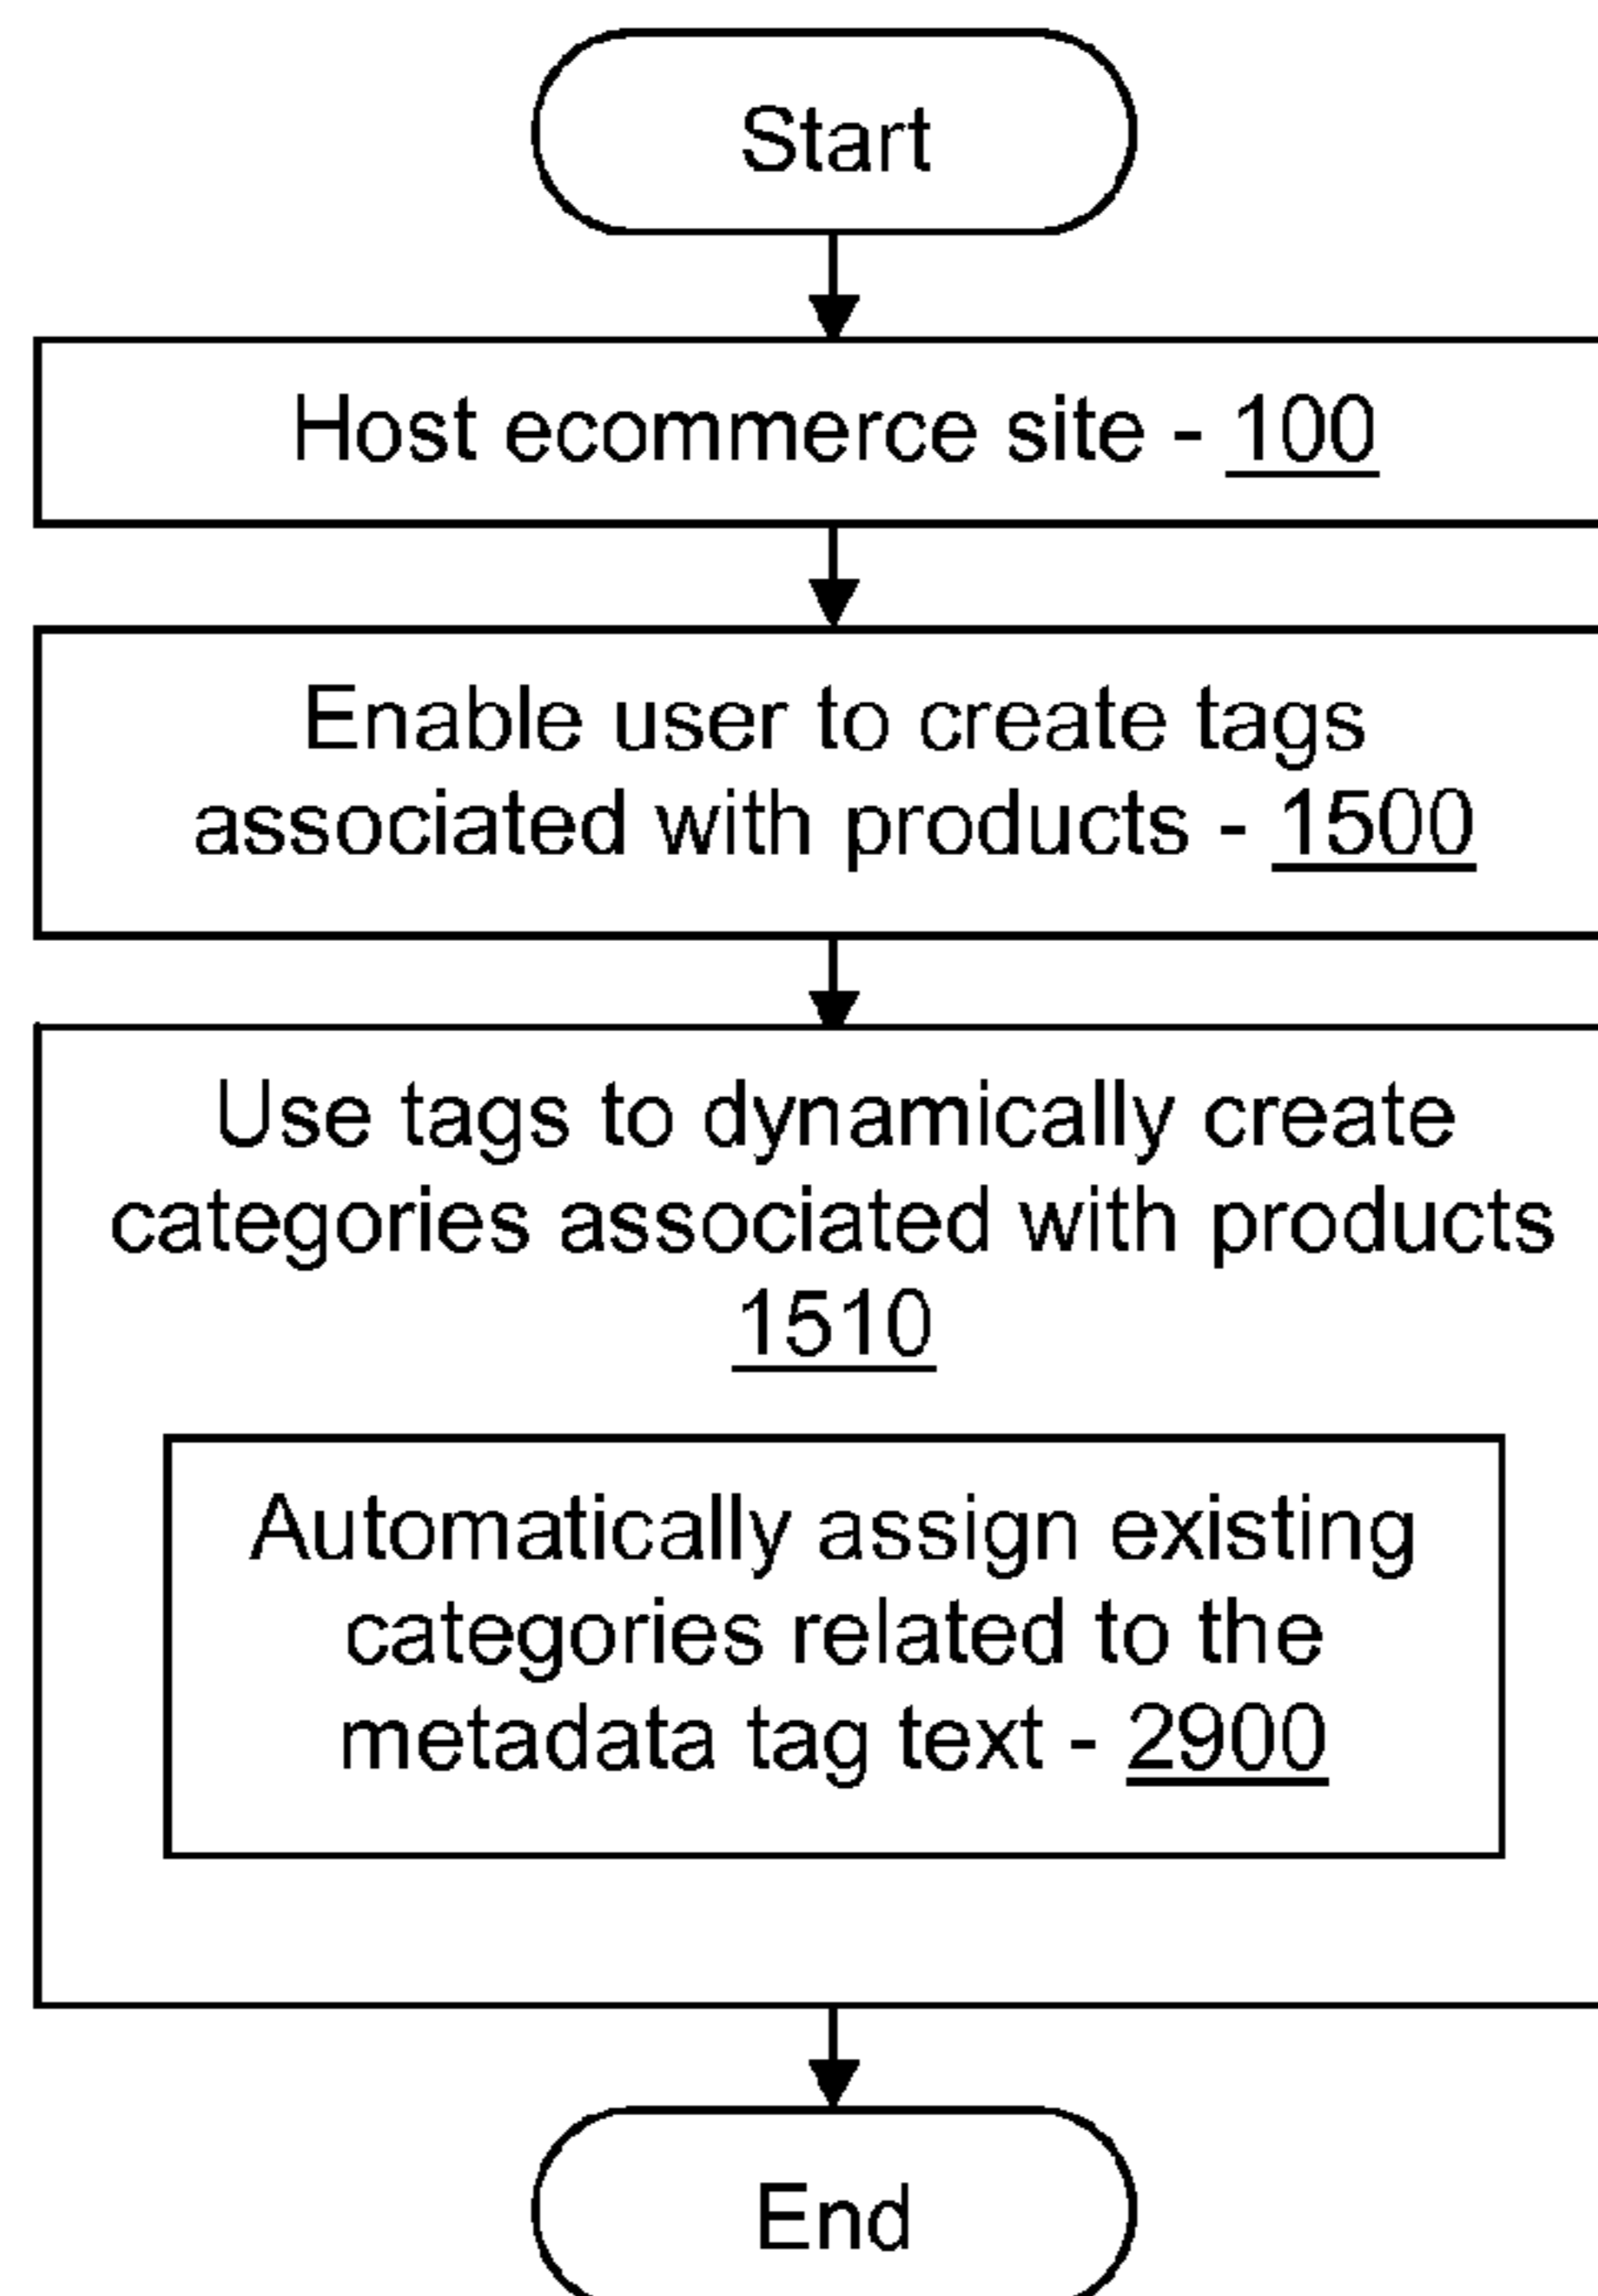 Start
Host ecommerce site - 100
Enable user to create tags
associated with products - 1500
Use tags to dynamically create
categories associated with products
1510
Automatically assign existing
categories related to the
metadata tag text - 2900
End